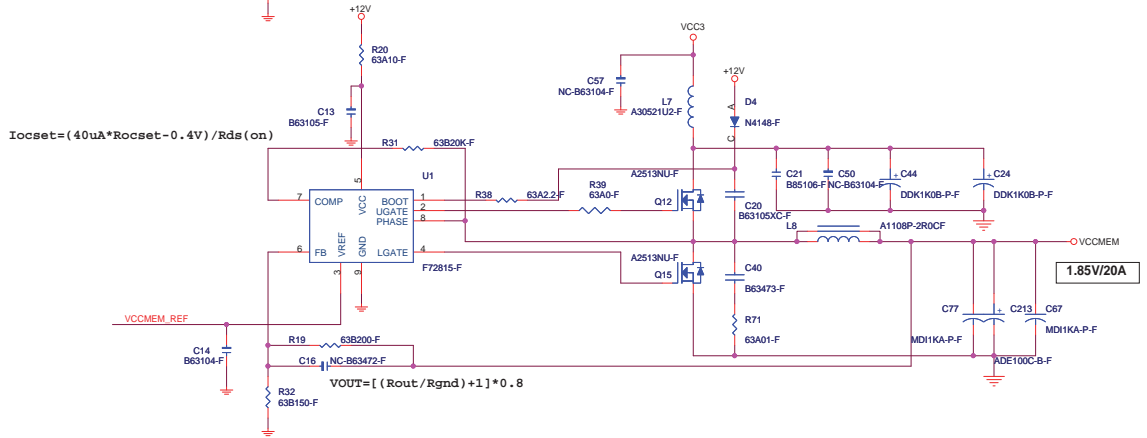 +12V
VCC3
R20
63A10-F
C57
NC-B63104-F
+12V
L7
A30521U2-F
D4
N4148-F
A
C
C13
B63105-F
Iocset=(40uA*Rocset-0.4V)/Rds(on)
R31
63B20K-F
U1
5
7
COMP
VCC
BOOT
1
UGATE
2
PHASE
8
6
FB
VREF
GND
LGATE
4
3
9
F72815-F
R38
63A2.2-F
R39
63A0-F
A2513NU-F
Q12
C20
B63105XC-F
C21
B85106-F
C50
NC-B63104-F
C44
DDK1K0B-P-F
C24
DDK1K0B-P-F
L8
A1108P-2R0CF
VCCMEM
1.85V/20A
A2513NU-F
Q15
C40
B63473-F
R71
63A01-F
C77
MDI1KA-P-F
C213
ADE100C-B-F
C67
MDI1KA-P-F
VCCMEM_REF
C14
B63104-F
R19
63B200-F
C16
NC-B63472-F
VOUT=[(Rout/Rgnd)+1]*0.8
R32
63B150-F